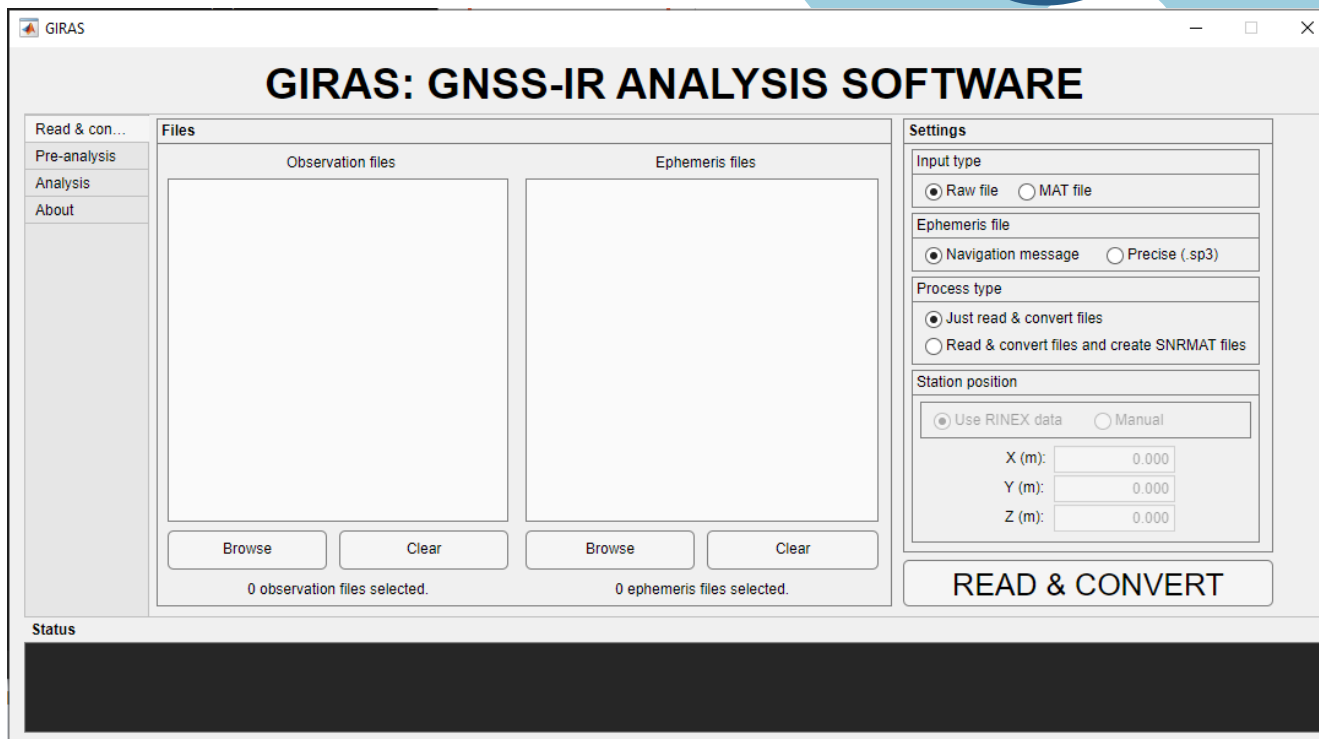 GIRAS
GIRAS: GNSS-IR ANALYSIS SOFTWARE
Read & con...
Pre-analysis
Analysis
About
Files
Observation files
Ephemeris files
Browse
Clear
Browse
Clear
0 observation files selected.
0 ephemeris files selected.
Settings
Input type
Raw file MAT file
Ephemeris file
Navigation message Precise (.sp3)
Process type
Just read & convert files
Read & convert files and create SNRMAT files
Station position
Use RINEX data Manual
X (m): 0.000
Y (m): 0.000
Z (m): 0.000
READ & CONVERT
Status